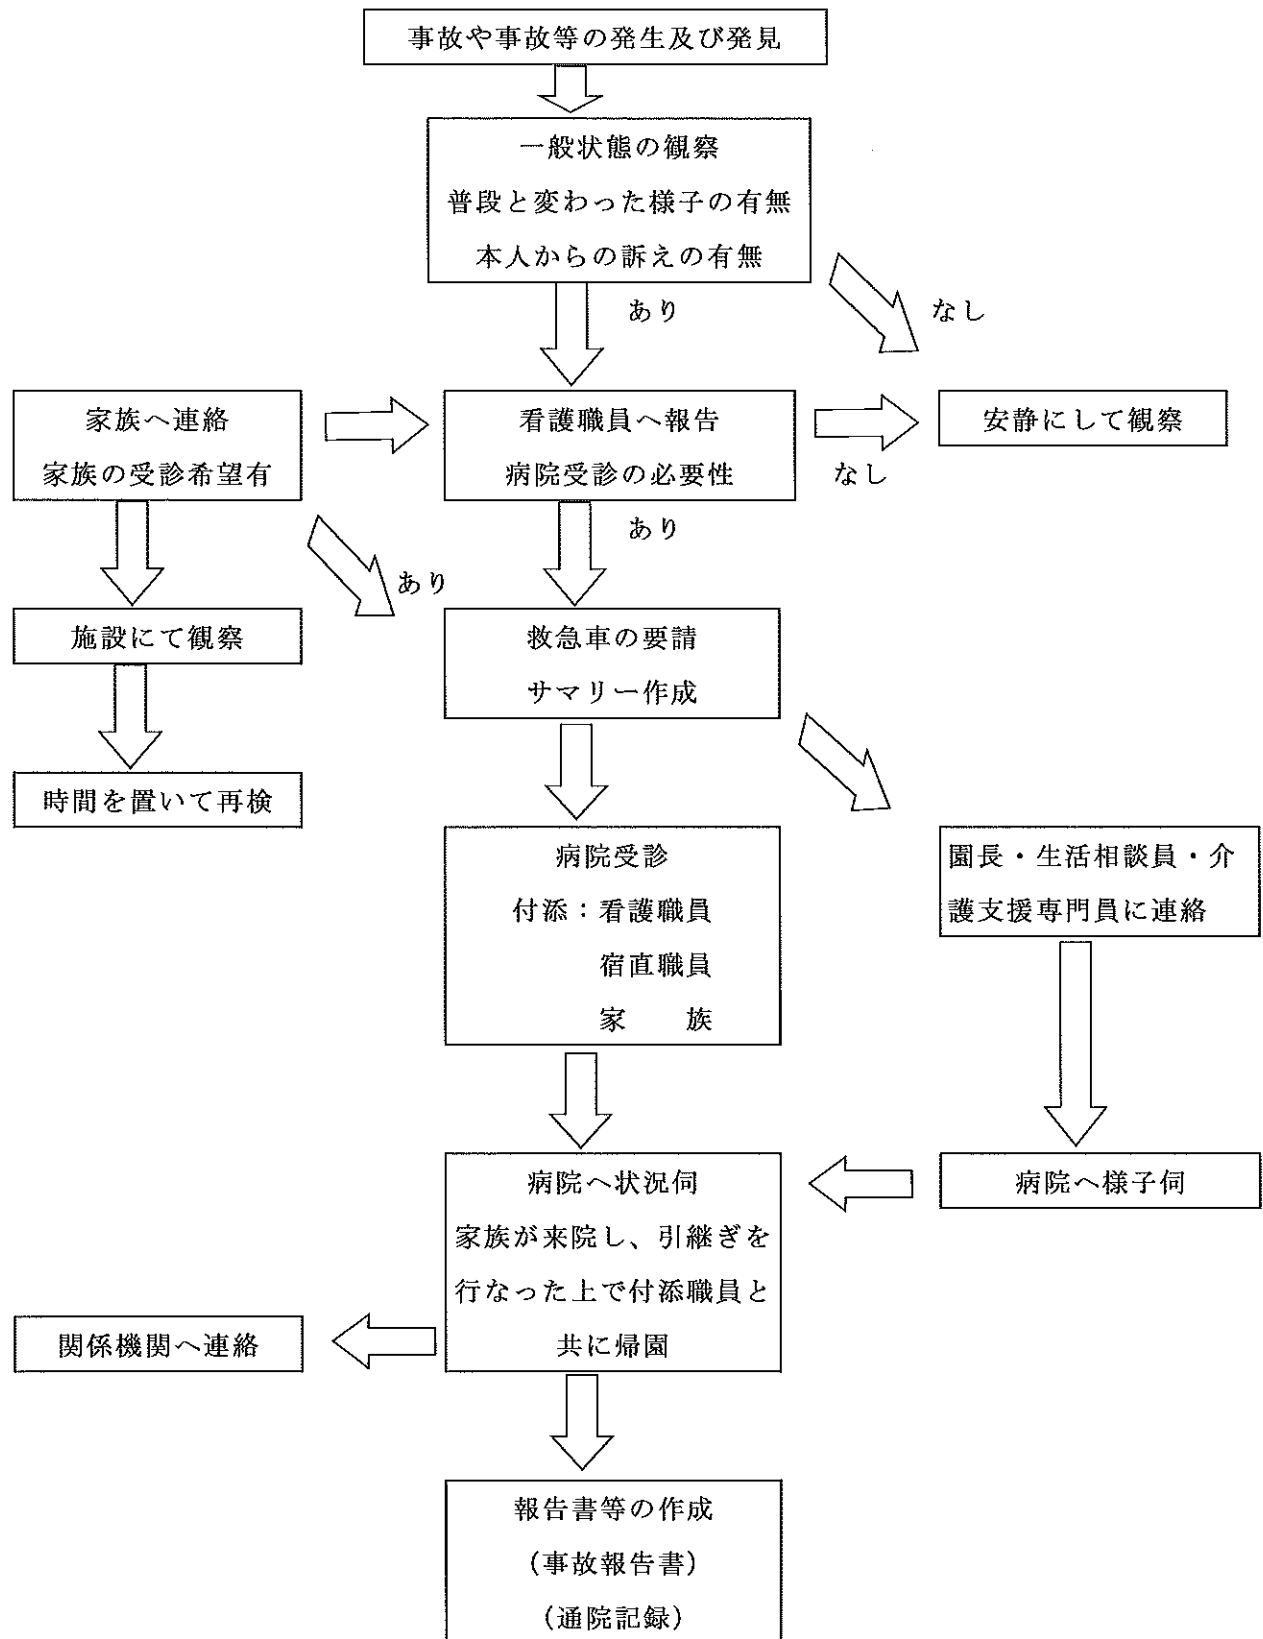 事故や事故等の発生及び発見
一般状態の観察
普段と変わった様子の有無
本人からの訴えの有無
あり
なし
家族へ連絡
家族の受診希望有
看護職員へ報告
病院受診の必要性
なし
安静にして観察
あり
あり
施設にて観察
救急車の要請
サマリー作成
時間を置いて再検
病院受診
付添：看護職員
宿直職員
家　　族
園長・生活相談員・介
護支援専門員に連絡
病院へ様子伺
病院へ状況伺
家族が来院し、引継ぎを
行なった上で付添職員と
共に帰園
関係機関へ連絡
報告書等の作成
（事故報告書）
（通院記録）